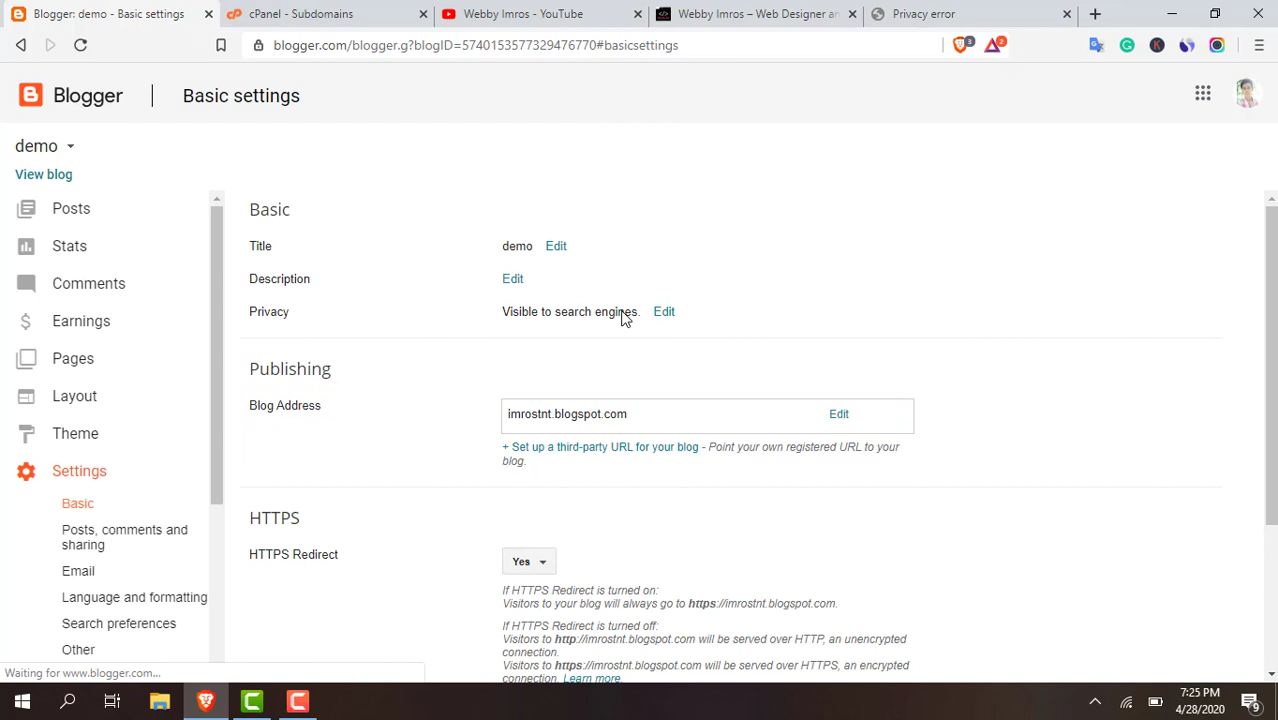 Blogger: demo - Basic settings
cPanel - Subdomains
Webby Imros - YouTube
Webby Imros – Web Designer an
Privacy error
blogger.com/blogger.g?blogID=5740153577329476770#basicsettings
3
2
Blogger
Basic settings
demo
View blog
Posts
Stats
Comments
Earnings
Pages
Layout
Theme
Settings
Basic
Posts, comments and
sharing
Email
Language and formatting
Search preferences
Other
Basic
Title
demo Edit
Description
Edit
Privacy
Visible to search engines. Edit
Publishing
Blog Address
imrostnt.blogspot.com
Edit
+ Set up a third-party URL for your blog - Point your own registered URL to your
blog.
HTTPS
HTTPS Redirect
Yes
If HTTPS Redirect is turned on:
Visitors to your blog will always go to https://imrostnt.blogspot.com.
If HTTPS Redirect is turned off:
Visitors to http://imrostnt.blogspot.com will be served over HTTP, an unencrypted
connection.
Visitors to https://imrostnt.blogspot.com will be served over HTTPS, an encrypted
connection. Learn more.
Waiting for www.blogger.com...
7:25 PM
4/28/2020
9